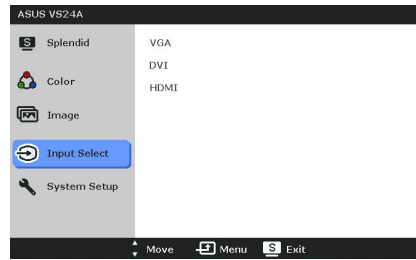 ASUS VS24A
S Splendid
Color
Image
Input Select
System Setup
VGA
DVI
HDMI
Move Menu S Exit